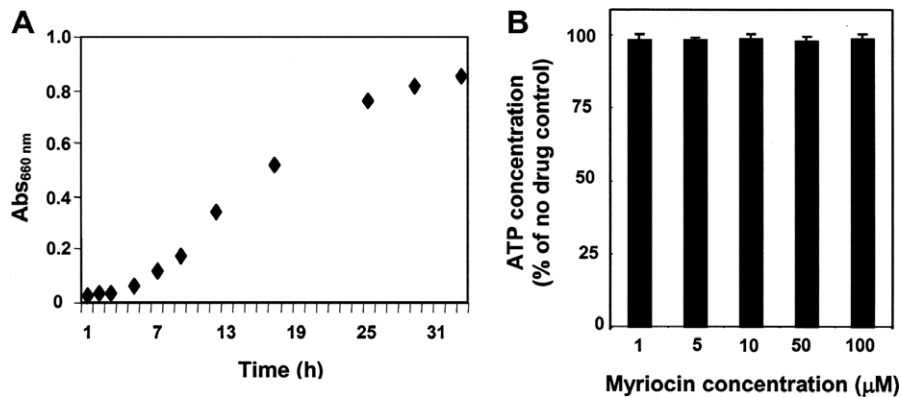 A
1.0
0.8
0.6
0.4
0.2
0
Abs660 nm
1 7 13 19 25 31
Time (h)
B
100
75
50
25
0
ATP concentration
(% of no drug control)
1 5 10 50 100
Myriocin concentration (μM)